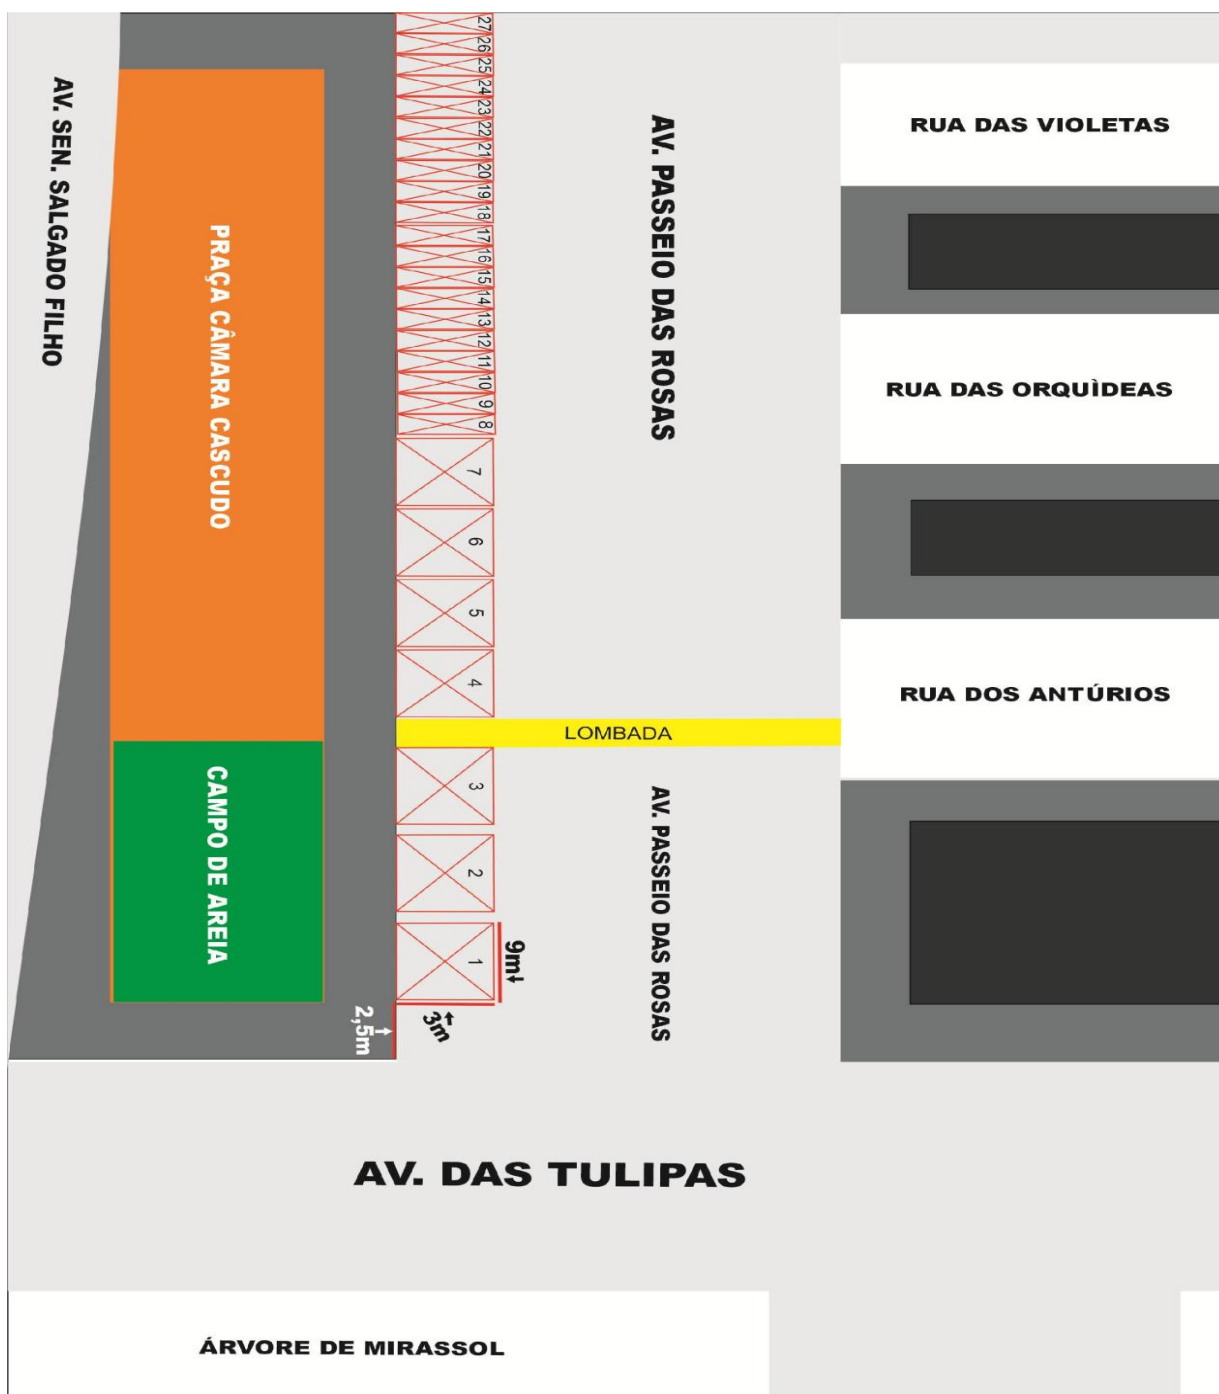 27
26
25
24
23
22
21
20
19
18
17
16
15
14
13
12
11
10
9
8
7
6
5
4
3
2
1
AV. SEN. SALGADO FILHO
PRAÇA CÂMARA CASCUDO
CAMPO DE AREIA
AV. PASSEIO DAS ROSAS
RUA DAS VIOLETAS
RUA DAS ORQUÌDEAS
RUA DOS ANTÚRIOS
LOMBADA
AV. PASSEIO DAS ROSAS
9m
3m
2,5m
AV. DAS TULIPAS
ÁRVORE DE MIRASSOL